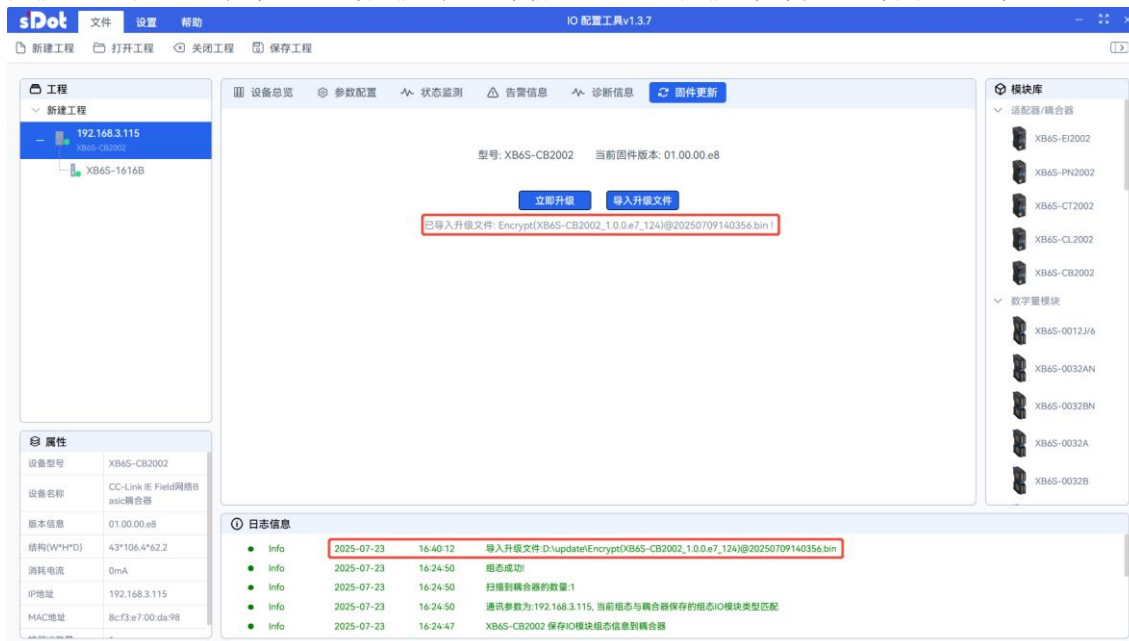 sDot 文件 设置 帮助 IO 配置工具v1.3.7
新建工程 打开工程 关闭工程 保存工程
工程
新建工程
192.168.3.115
XB6S-CB2002
XB6S-1616B
设备总览 参数配置 状态监测 告警信息 诊断信息 固件更新
型号: XB6S-CB2002 当前固件版本: 01.00.00.e8
立即升级 导入升级文件
已导入升级文件: Encrypt(XB6S-CB2002_1.0.0.e7_124)@20250709140356.bin !
模块库
适配器/耦合器
XB6S-EI2002
XB6S-PN2002
XB6S-CT2002
XB6S-CL2002
XB6S-CB2002
数字量模块
XB6S-0012J/6
XB6S-0032AN
XB6S-0032BN
XB6S-0032A
XB6S-0032B
属性
设备型号 XB6S-CB2002
设备名称 CC-Link IE Field网络B
asic耦合器
版本信息 01.00.00.e8
结构(W*H*D) 43*106.4*62.2
消耗电流 0mA
IP地址 192.168.3.115
MAC地址 8c:f3:e7:00:da:98
日志信息
Info 2025-07-23 16:40:12 导入升级文件:D:\update\Encrypt(XB6S-CB2002_1.0.0.e7_124)@20250709140356.bin
Info 2025-07-23 16:24:50 组态成功!
Info 2025-07-23 16:24:50 扫描到耦合器的数量:1
Info 2025-07-23 16:24:50 通讯参数为:192.168.3.115, 当前组态与耦合器保存的组态IO模块类型匹配
Info 2025-07-23 16:24:47 XB6S-CB2002 保存IO模块组态信息到耦合器